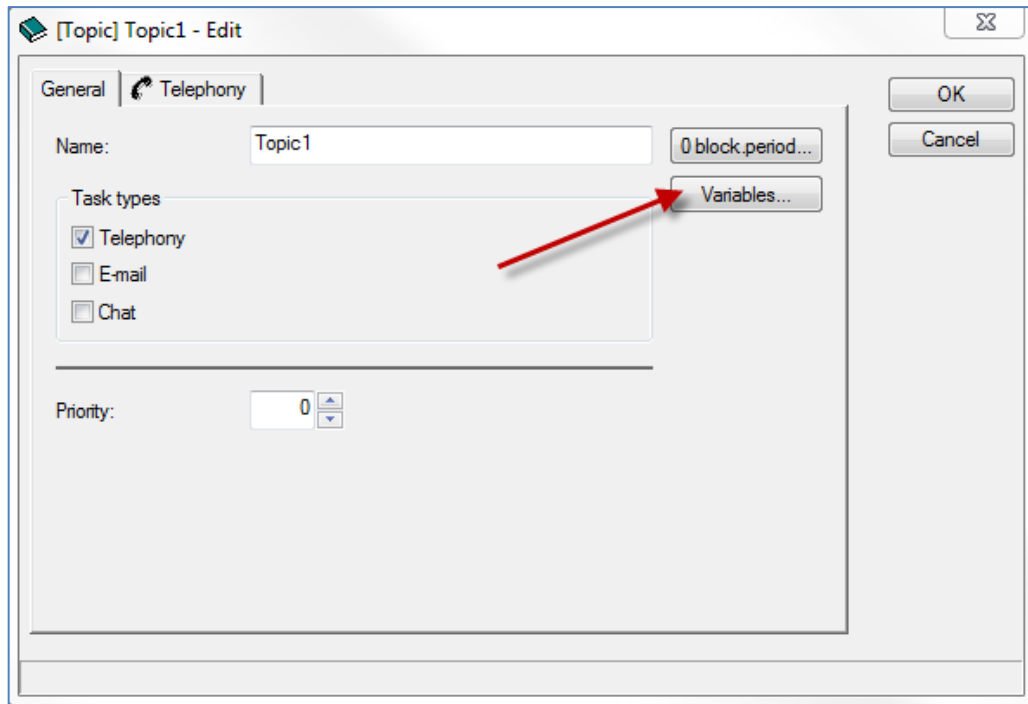 [Topic] Topic1 - Edit
General
Telephony
OK
Cancel
Name:
Topic1
0 block.period...
Variables...
Task types
Telephony
E-mail
Chat
Priority:
0